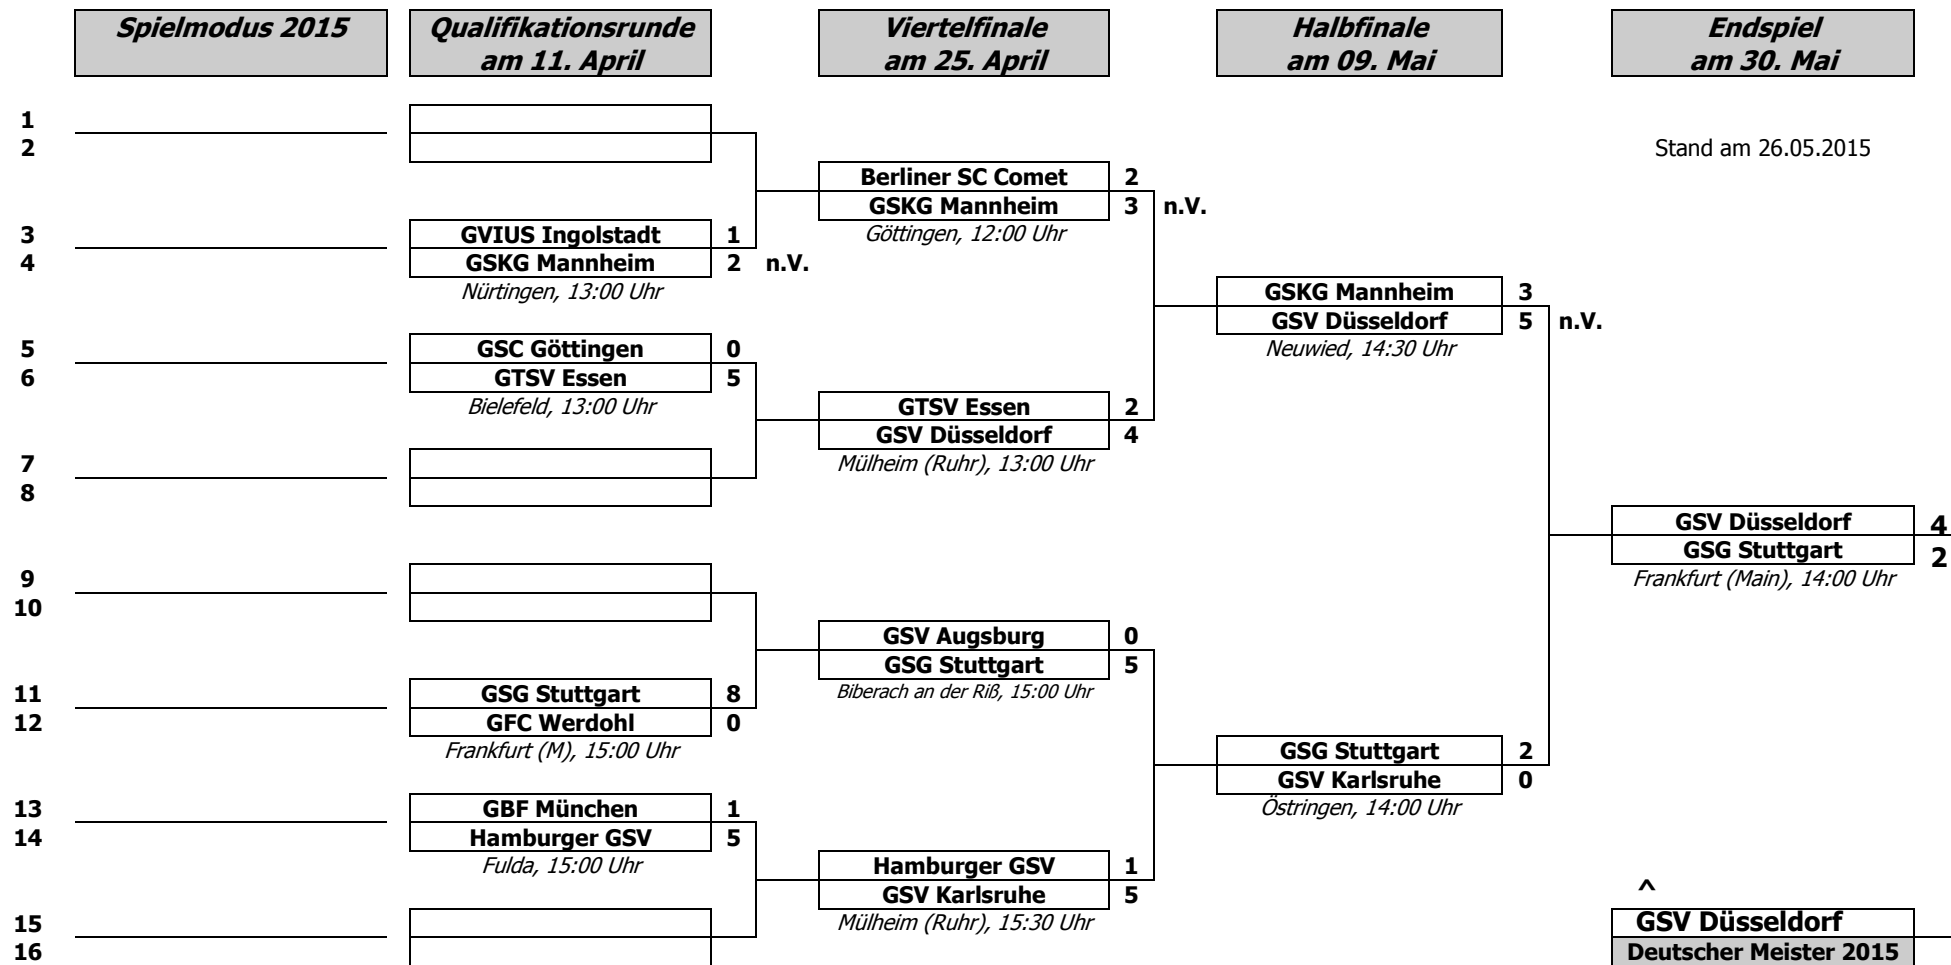 Spielmodus 2015
Qualifikationsrunde
am 11. April
Viertelfinale
am 25. April
Halbfinale
am 09. Mai
Endspiel
am 30. Mai
Stand am 26.05.2015
1
2
3
4
5
6
7
8
9
10
11
12
13
14
15
16
GVIUS Ingolstadt 1
GSKG Mannheim 2 n.V.
Nürtingen, 13:00 Uhr
GSC Göttingen 0
GTSV Essen 5
Bielefeld, 13:00 Uhr
GSG Stuttgart 8
GFC Werdohl 0
Frankfurt (M), 15:00 Uhr
GBF München 1
Hamburger GSV 5
Fulda, 15:00 Uhr
Berliner SC Comet 2
GSKG Mannheim 3 n.V.
Göttingen, 12:00 Uhr
GTSV Essen 2
GSV Düsseldorf 4
Mülheim (Ruhr), 13:00 Uhr
GSV Augsburg 0
GSG Stuttgart 5
Biberach an der Riß, 15:00 Uhr
Hamburger GSV 1
GSV Karlsruhe 5
Mülheim (Ruhr), 15:30 Uhr
GSKG Mannheim 3
GSV Düsseldorf 5 n.V.
Neuwied, 14:30 Uhr
GSG Stuttgart 2
GSV Karlsruhe 0
Östringen, 14:00 Uhr
GSV Düsseldorf 4
GSG Stuttgart 2
Frankfurt (Main), 14:00 Uhr
^
GSV Düsseldorf
Deutscher Meister 2015